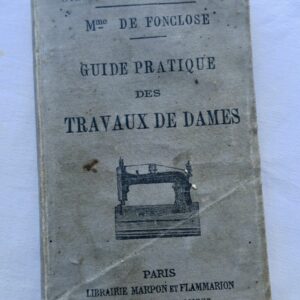 Mme DE FONCLOSE
GUIDE PRATIQUE
DES
TRAVAUX DE DAMES
PARIS
LIBRAIRIE MARPON ET FLAMMARION